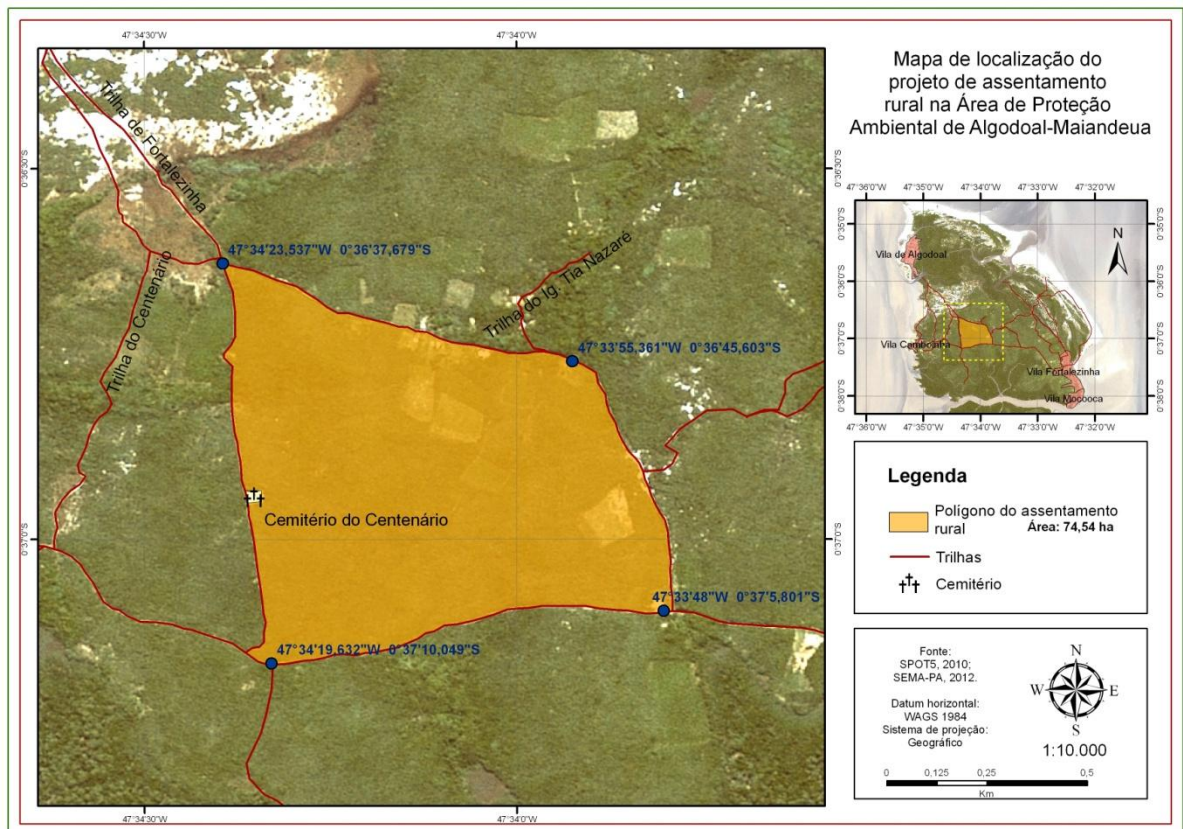 47°34'30"W
47°34'0"W
0°36'30"S
0°36'30"S
0°37'0"S
0°37'0"S
47°34'30"W
47°34'0"W
Trilha de Fortalezinha
47°34'23,537"W 0°36'37,679"S
Trilha do Centenário
Trilha do Ig. Tia Nazaré
47°33'55,361"W 0°36'45,603"S
Cemitério do Centenário
47°33'48"W 0°37'5,801"S
47°34'19,632"W 0°37'10,049"S
Mapa de localização do
projeto de assentamento
rural na Área de Proteção
Ambiental de Algodoal-Maiandeua
47°36'0"W 47°35'0"W 47°34'0"W 47°33'0"W 47°32'0"W
0°35'0"S
0°35'0"S
0°36'0"S
0°36'0"S
0°37'0"S
0°37'0"S
0°38'0"S
0°38'0"S
N
Vila de Algodoal
Vila Camboinha
Vila Fortalezinha
Vila Mocooca
47°36'0"W 47°35'0"W 47°34'0"W 47°33'0"W 47°32'0"W
Legenda
Polígono do assentamento
rural Área: 74,54 ha
Trilhas
Cemitério
Fonte:
SPOT5, 2010;
SEMA-PA, 2012.
Datum horizontal:
WAGS 1984
Sistema de projeção:
Geográfico
N
W E
S
1:10.000
0 0,125 0,25 0,5
Km